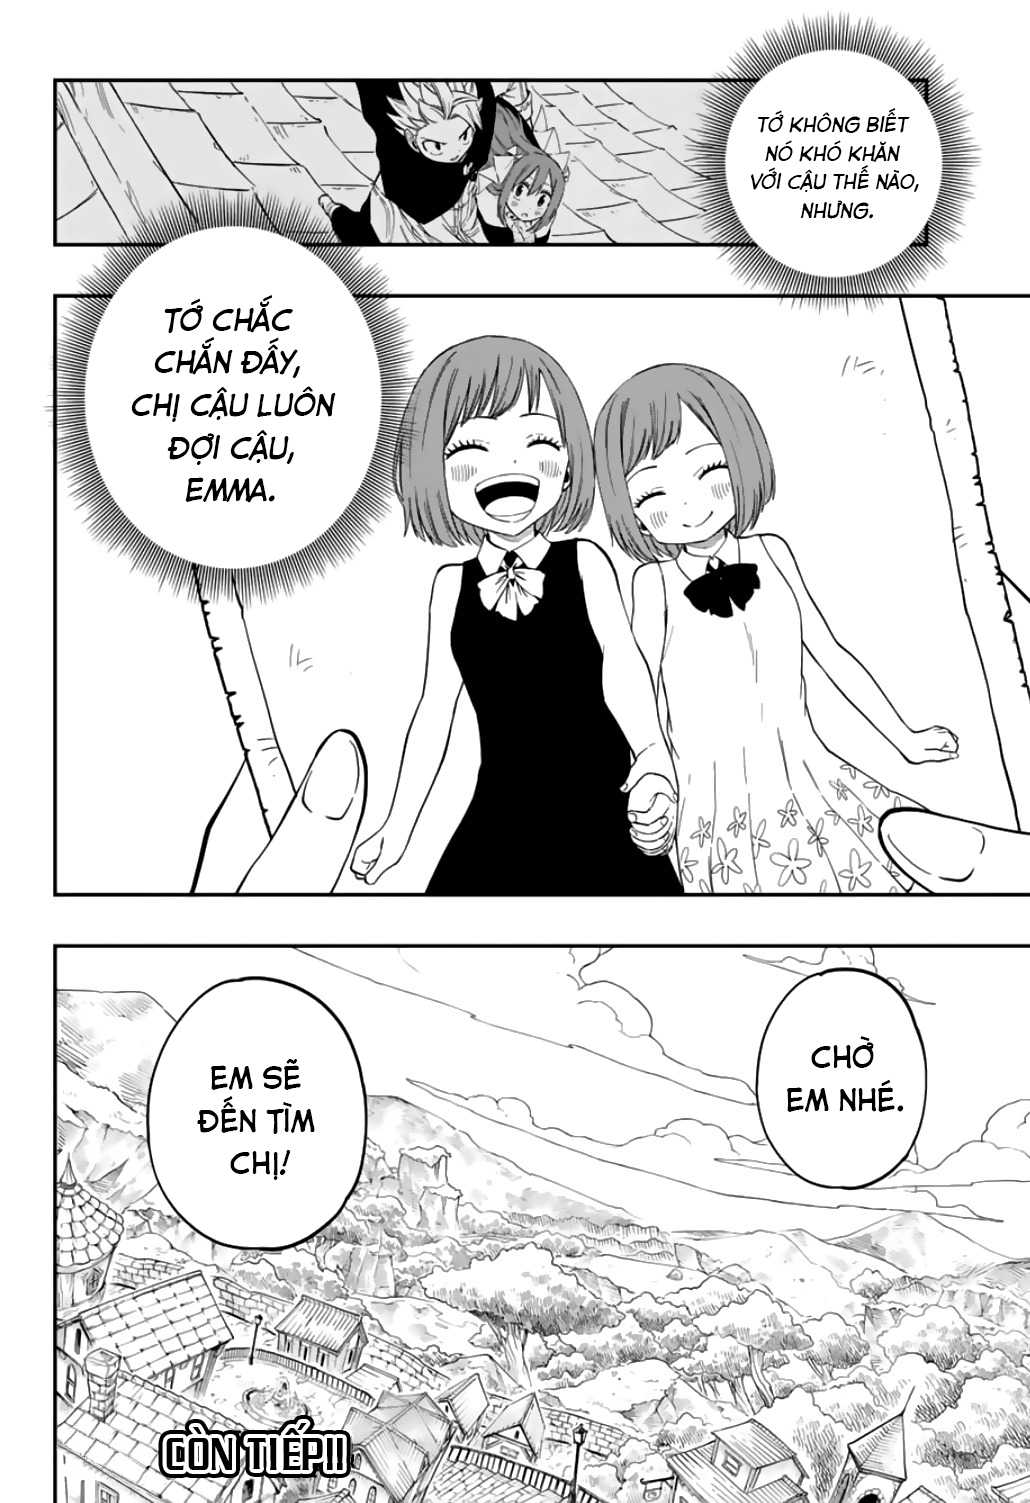 TỚ KHÔNG BIẾT
NÓ KHÓ KHĂN
VỚI CẬU THẾ NÀO,
NHƯNG.
TỚ CHẮC
CHẮN ĐẤY,
CHỊ CẬU LUÔN
ĐỢI CẬU,
EMMA.
CHỜ
EM NHÉ.
EM SẼ
ĐẾN TÌM
CHỊ!
CÒN TIẾP!!